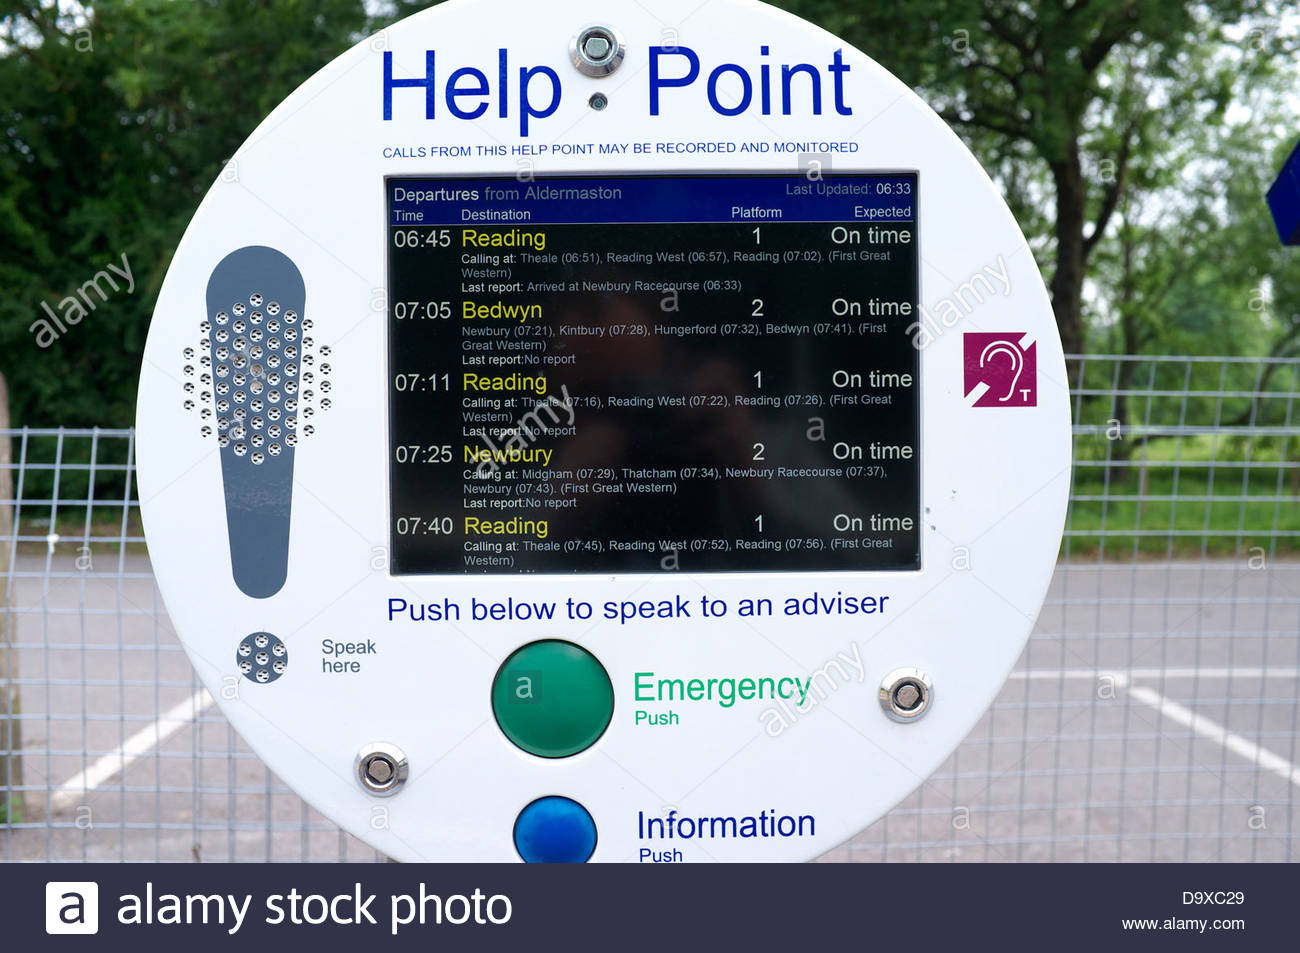 Help Point
CALLS FROM THIS HELP POINT MAY BE RECORDED AND MONITORED
Departures from Aldermaston Last Updated: 06:33
Time Destination Platform Expected
06:45 Reading 1 On time
Calling at: Theale (06:51), Reading West (06:57), Reading (07:02). (First Great
Western)
Last report: Arrived at Newbury Racecourse (06:33)
07:05 Bedwyn 2 On time
Newbury (07:21), Kintbury (07:28), Hungerford (07:32), Bedwyn (07:41). (First
Great Western)
Last report:No report
07:11 Reading 1 On time
Calling at: Theale (07:16), Reading West (07:22), Reading (07:26). (First Great
Western)
Last report:No report
07:25 Newbury 2 On time
Calling at: Midgham (07:29), Thatcham (07:34), Newbury Racecourse (07:37),
Newbury (07:43). (First Great Western)
Last report:No report
07:40 Reading 1 On time
Calling at: Theale (07:45), Reading West (07:52), Reading (07:56). (First Great
Western)
T
Push below to speak to an adviser
Speak
here
Emergency
Push
Information
Push
a alamy stock photo
D9XC29
www.alamy.com